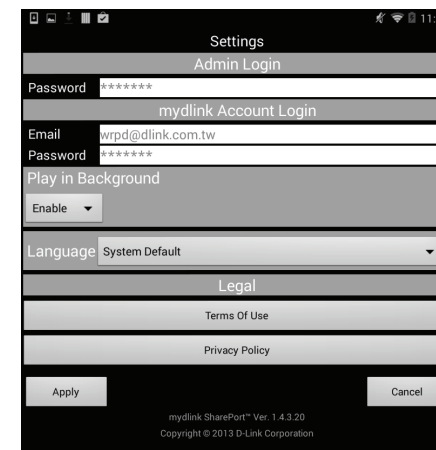 11:
Settings
Admin Login
Password *******
mydlink Account Login
Email wrpd@dlink.com.tw
Password *******
Play in Background
Enable
Language System Default
Legal
Terms Of Use
Privacy Policy
Apply Cancel
mydlink SharePort™ Ver. 1.4.3.20
Copyright © 2013 D-Link Corporation